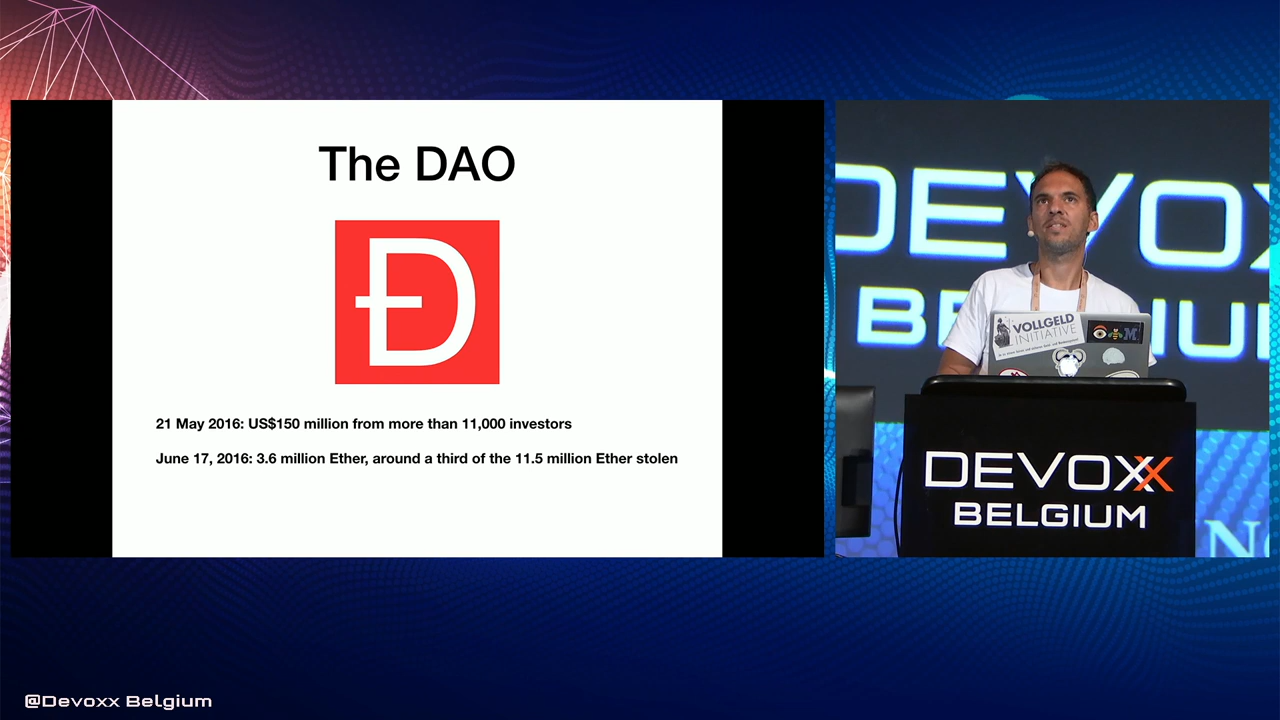 The DAO
Đ
21 May 2016: US$150 million from more than 11,000 investors
June 17, 2016: 3.6 million Ether, around a third of the 11.5 million Ether stolen
DEVOX
BELGIU
VOLLGELD
INITIATIVE
M
DEVOXX
BELGIUM
@Devoxx Belgium